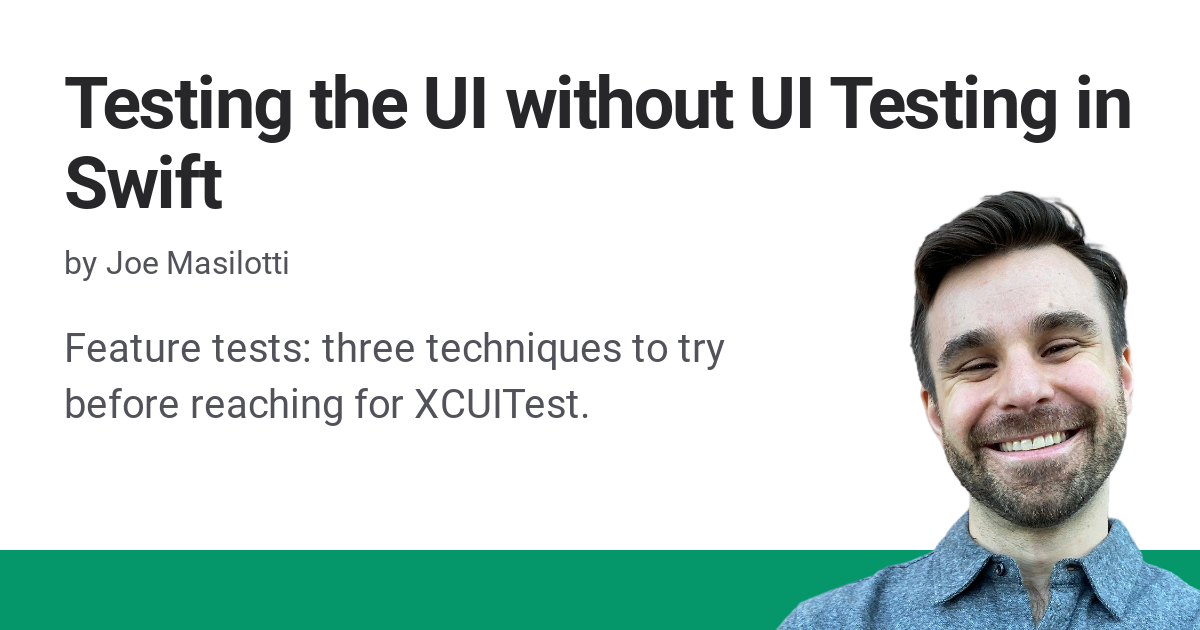 Testing the UI without UI Testing in
Swift
by Joe Masilotti
Feature tests: three techniques to try
before reaching for XCUITest.